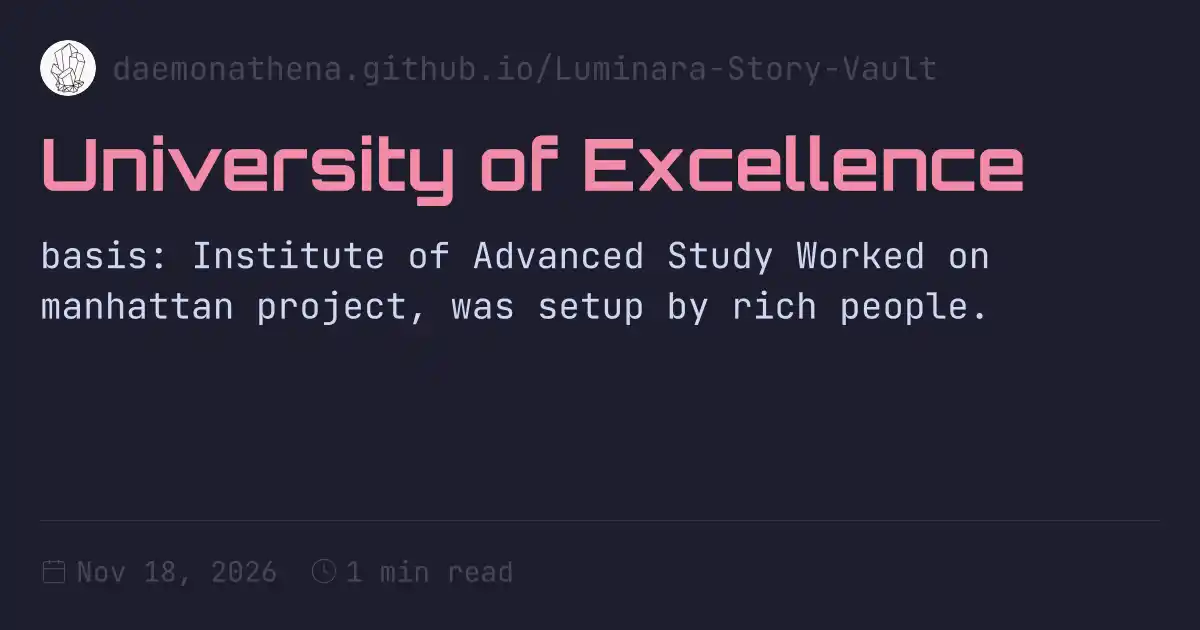 daemonathena.github.io/Luminara-Story-Vault
University of Excellence
basis: Institute of Advanced Study Worked on
manhattan project, was setup by rich people.
Nov 18, 2026 1 min read